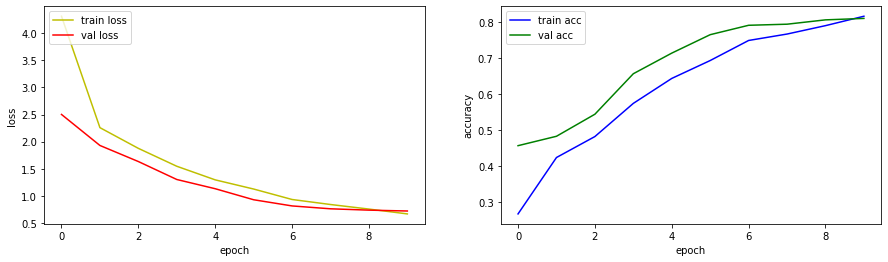 train loss
val loss
4.0
3.5
3.0
2.5
2.0
1.5
1.0
0.5
loss
0 2 4 6 8
epoch
train acc
val acc
0.8
0.7
0.6
0.5
0.4
0.3
accuracy
0 2 4 6 8
epoch